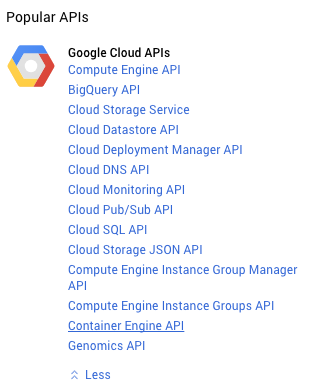 Popular APIs
Google Cloud APIs
Compute Engine API
BigQuery API
Cloud Storage Service
Cloud Datastore API
Cloud Deployment Manager API
Cloud DNS API
Cloud Monitoring API
Cloud Pub/Sub API
Cloud SQL API
Cloud Storage JSON API
Compute Engine Instance Group Manager
API
Compute Engine Instance Groups API
Container Engine API
Genomics API
Less